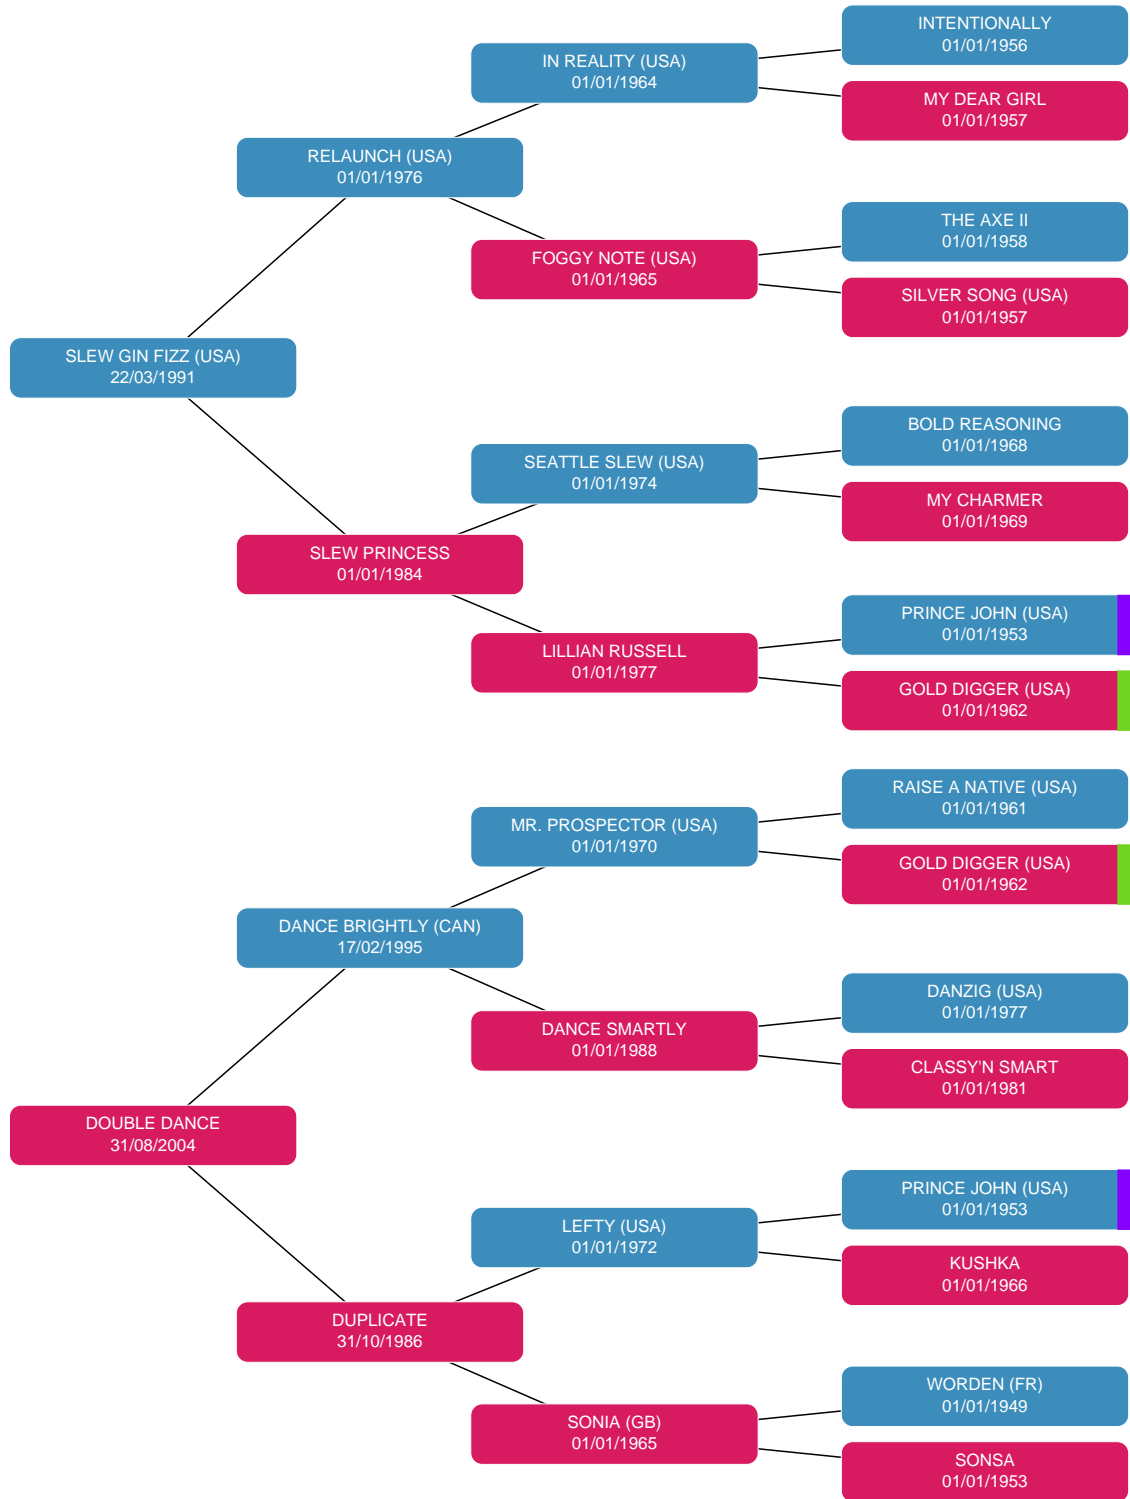 INTENTIONALLY
01/01/1956
IN REALITY (USA)
01/01/1964
MY DEAR GIRL
01/01/1957
RELAUNCH (USA)
01/01/1976
THE AXE II
01/01/1958
FOGGY NOTE (USA)
01/01/1965
SILVER SONG (USA)
01/01/1957
SLEW GIN FIZZ (USA)
22/03/1991
BOLD REASONING
01/01/1968
SEATTLE SLEW (USA)
01/01/1974
MY CHARMER
01/01/1969
SLEW PRINCESS
01/01/1984
PRINCE JOHN (USA)
01/01/1953
LILLIAN RUSSELL
01/01/1977
GOLD DIGGER (USA)
01/01/1962
RAISE A NATIVE (USA)
01/01/1961
MR. PROSPECTOR (USA)
01/01/1970
GOLD DIGGER (USA)
01/01/1962
DANCE BRIGHTLY (CAN)
17/02/1995
DANZIG (USA)
01/01/1977
DANCE SMARTLY
01/01/1988
CLASSY'N SMART
01/01/1981
DOUBLE DANCE
31/08/2004
PRINCE JOHN (USA)
01/01/1953
LEFTY (USA)
01/01/1972
KUSHKA
01/01/1966
DUPLICATE
31/10/1986
WORDEN (FR)
01/01/1949
SONIA (GB)
01/01/1965
SONSA
01/01/1953